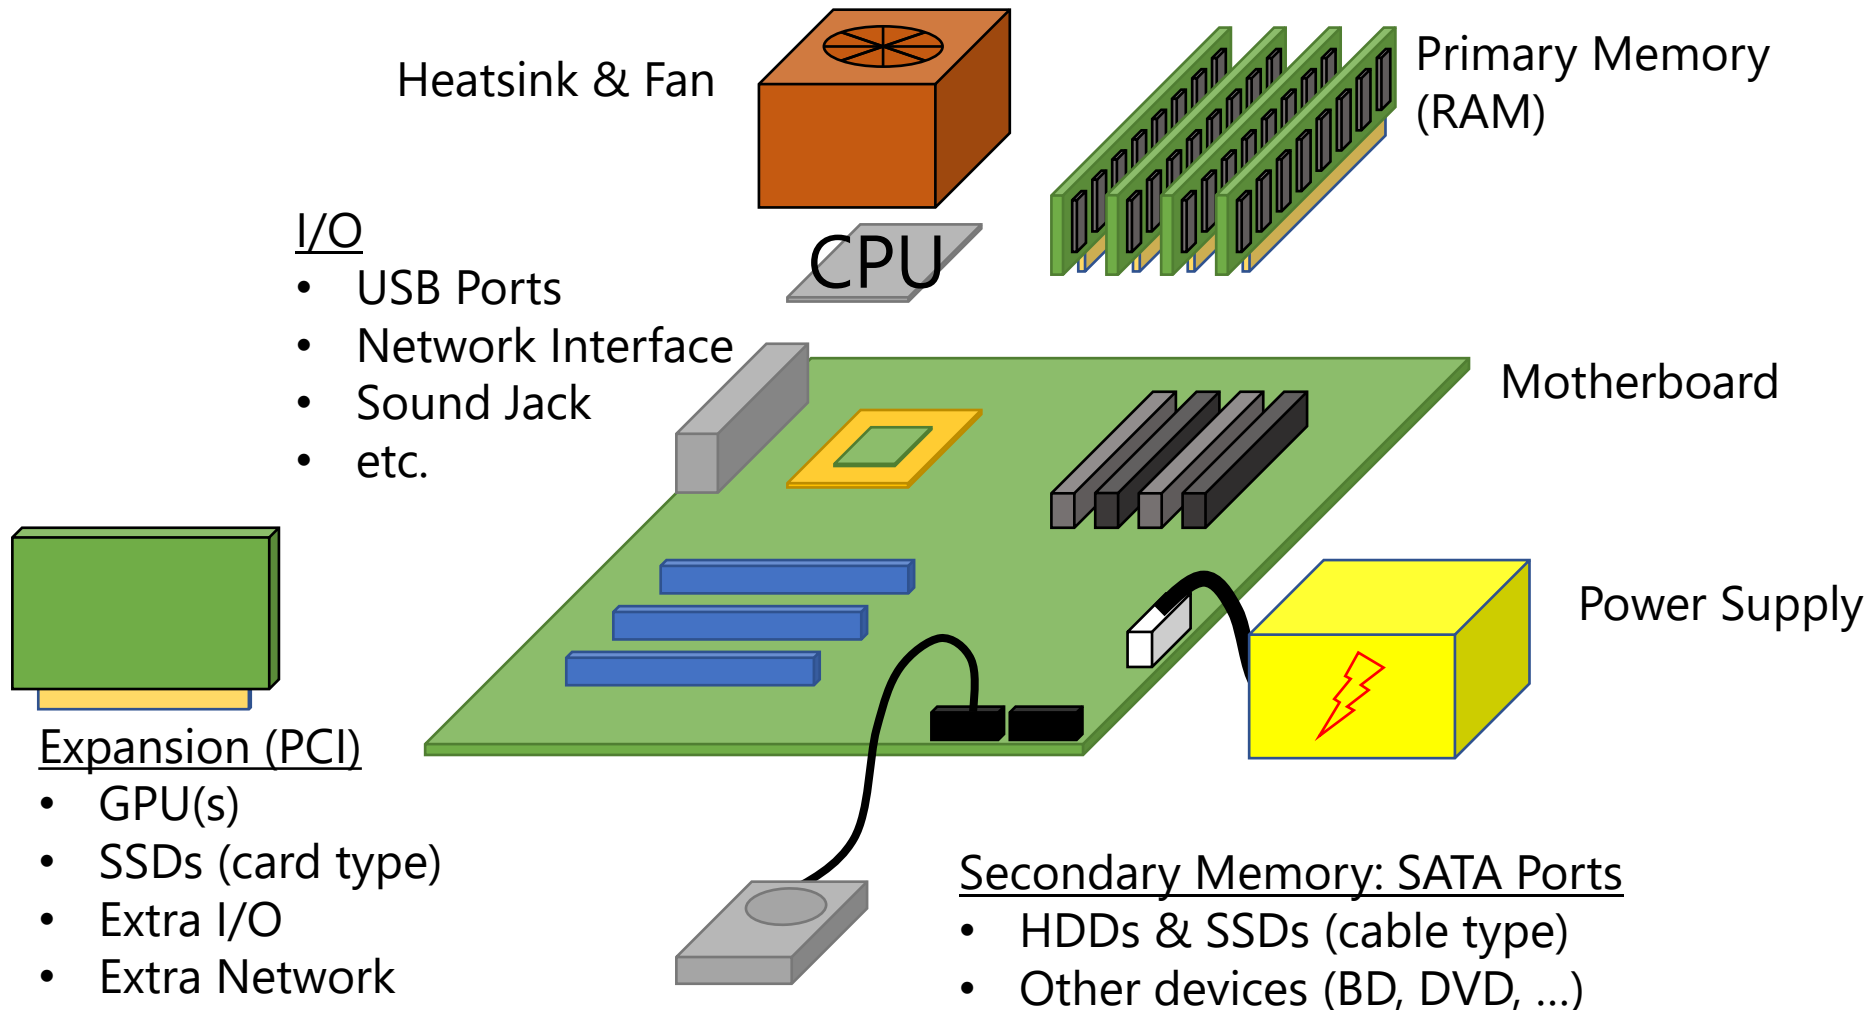 Heatsink & Fan
Primary Memory
(RAM)
CPU
I/O
• USB Ports
• Network Interface
• Sound Jack
• etc.
Motherboard
Power Supply
Expansion (PCI)
• GPU(s)
• SSDs (card type)
• Extra I/O
• Extra Network
Secondary Memory: SATA Ports
• HDDs & SSDs (cable type)
• Other devices (BD, DVD, ...)